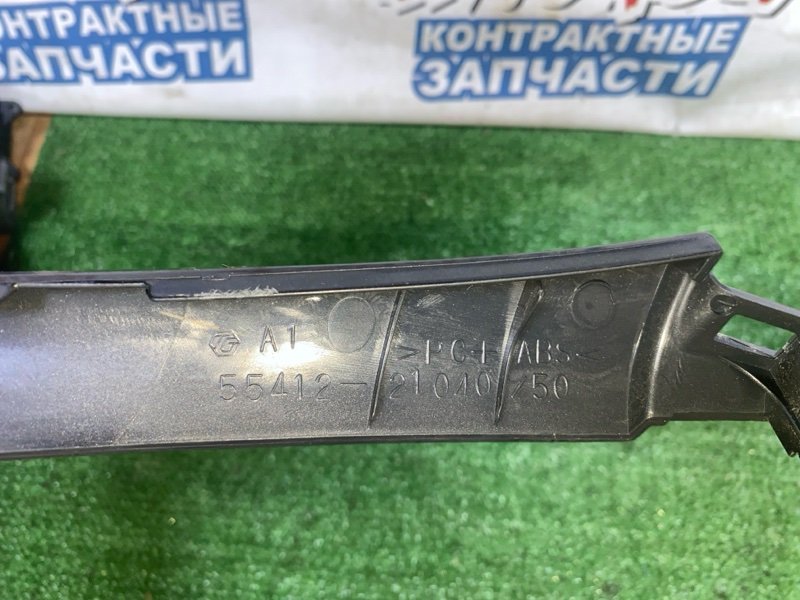 КОНТРАКТНЫЕ
ЗАПЧАСТИ
КОНТРАКТНЫЕ
ЗАПЧАСТИ
A1 >PC+ABS<
55412-21040/50